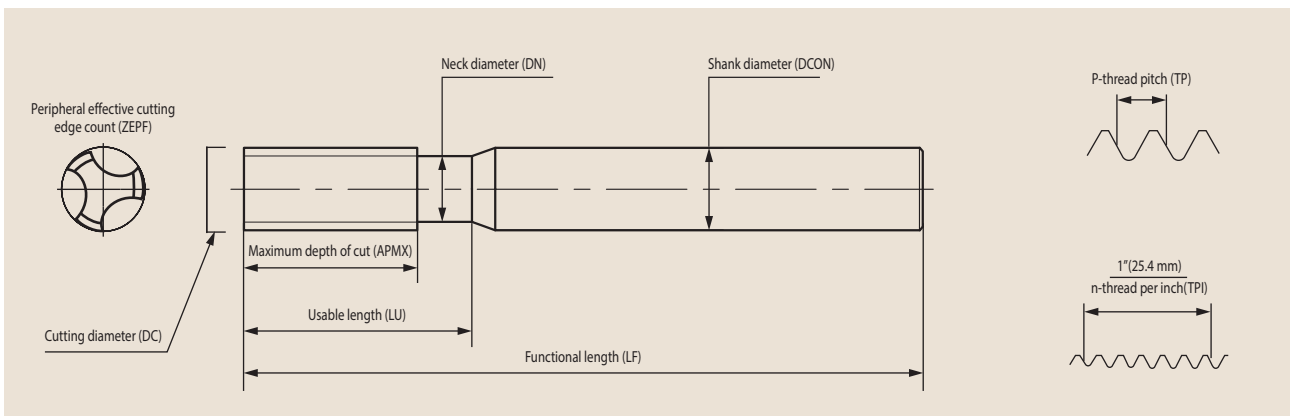 Neck diameter (DN)
Shank diameter (DCON)
P-thread pitch (TP)
Peripheral effective cutting
edge count (ZEPF)
Maximum depth of cut (APMX)
1”(25.4 mm)
n-thread per inch(TPI)
Usable length (LU)
Cutting diameter (DC)
Functional length (LF)